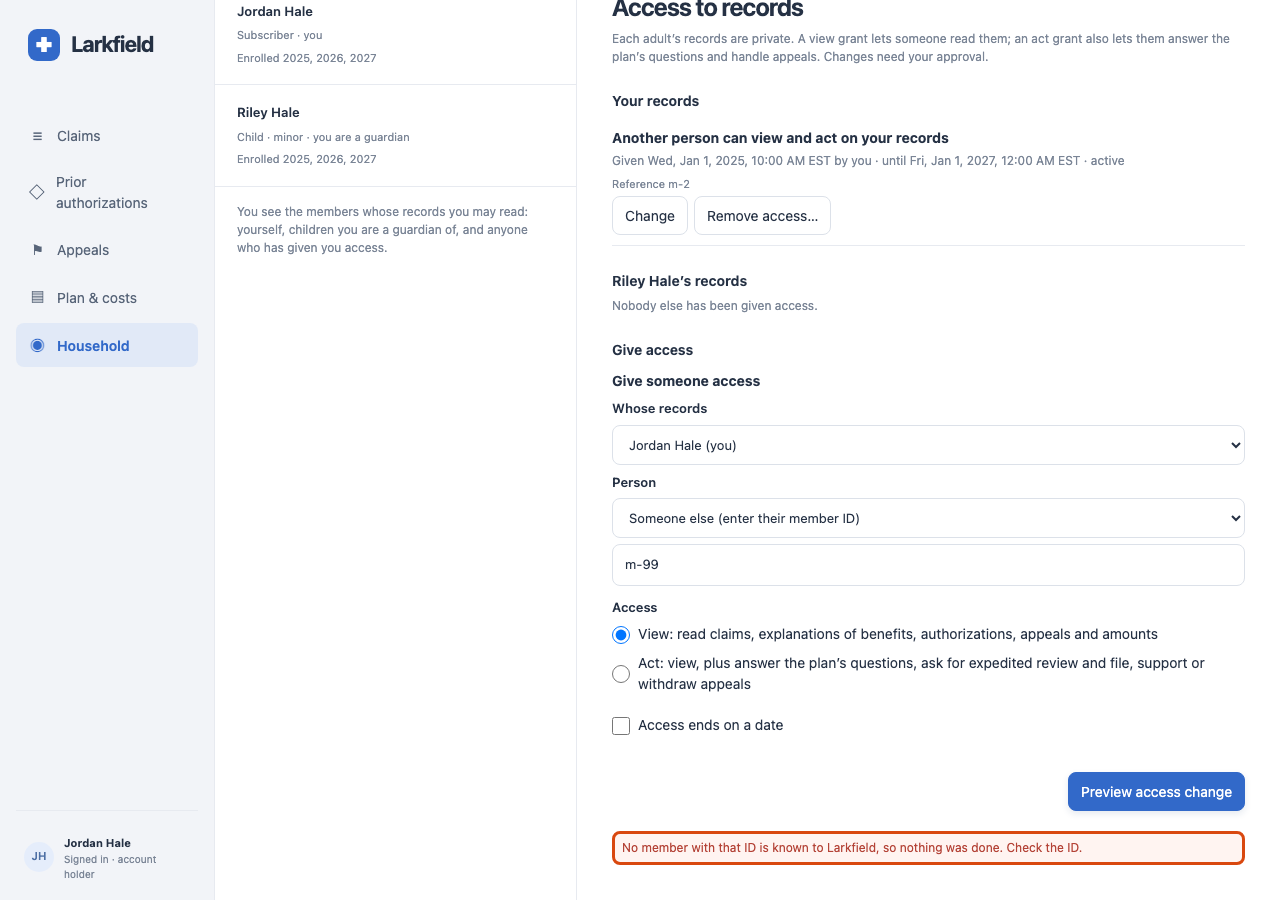 Larkfield
Claims
Prior
authorizations
Appeals
Plan & costs
Household
JH
Jordan Hale
Signed in · account
holder
Jordan Hale
Subscriber · you
Enrolled 2025, 2026, 2027
Riley Hale
Child · minor · you are a guardian
Enrolled 2025, 2026, 2027
You see the members whose records you may read:
yourself, children you are a guardian of, and anyone
who has given you access.
Access to records
Each adult’s records are private. A view grant lets someone read them; an act grant also lets them answer the
plan’s questions and handle appeals. Changes need your approval.
Your records
Another person can view and act on your records
Given Wed, Jan 1, 2025, 10:00 AM EST by you · until Fri, Jan 1, 2027, 12:00 AM EST · active
Reference m-2
Change
Remove access…
Riley Hale’s records
Nobody else has been given access.
Give access
Give someone access
Whose records
Jordan Hale (you)
Person
Someone else (enter their member ID)
m-99
Access
View: read claims, explanations of benefits, authorizations, appeals and amounts
Act: view, plus answer the plan’s questions, ask for expedited review and file, support or
withdraw appeals
Access ends on a date
Preview access change
No member with that ID is known to Larkfield, so nothing was done. Check the ID.